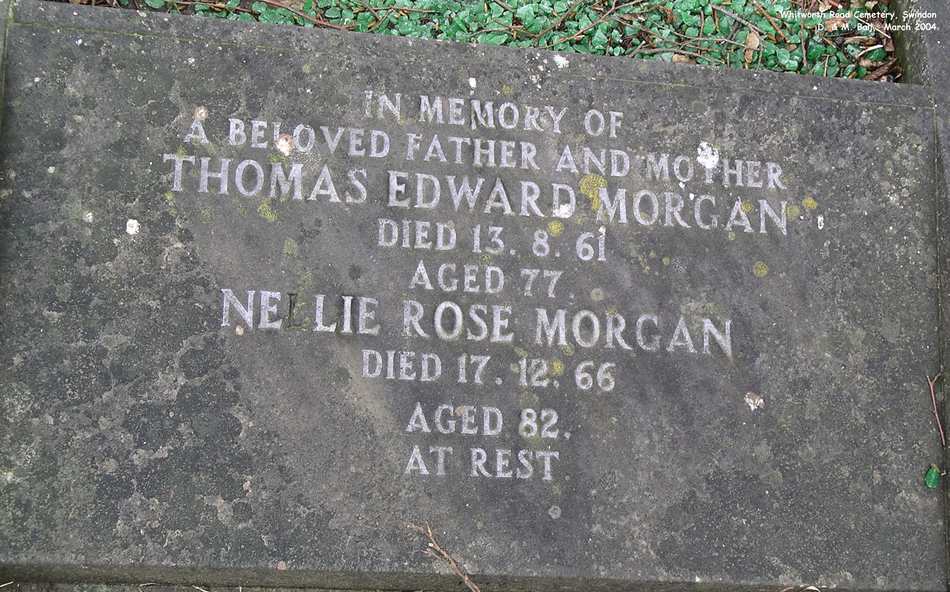 Whitworth Road Cemetery, Swindon
D. & M. Ball, March 2004.
IN MEMORY OF
A BELOVED FATHER AND MOTHER
THOMAS EDWARD MORGAN
DIED 13. 8. 61
AGED 77.
NELLIE ROSE MORGAN
DIED 17. 12. 66
AGED 82.
AT REST